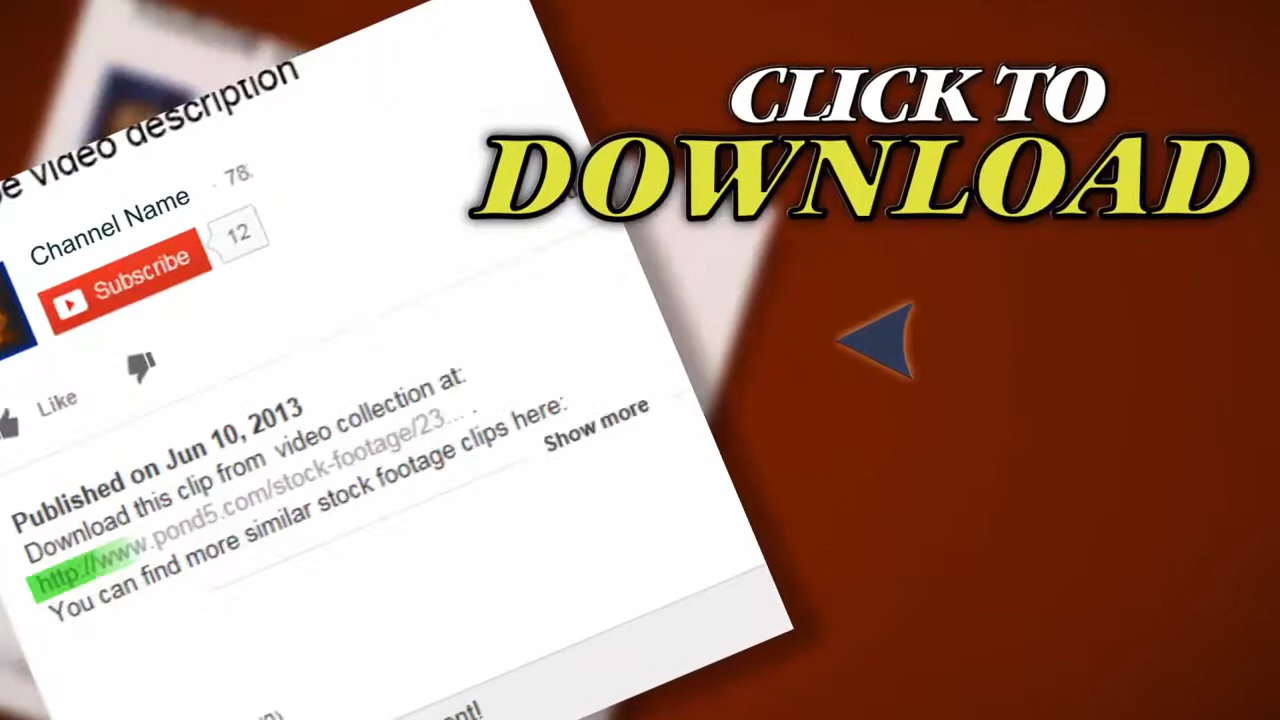 CLICK TO
DOWNLOAD
video description
Channel Name
78
Subscribe
12
Like
Published on Jun 10, 2013
Download this clip from video collection at:
http://www.pond5.com/stock-footage/23...
You can find more similar stock footage clips here:
Show more